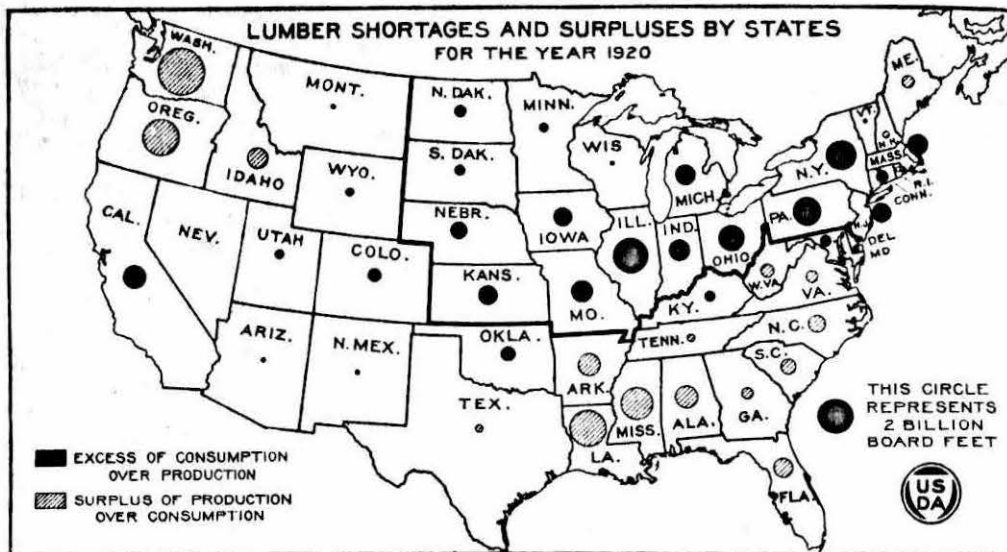 LUMBER SHORTAGES AND SURPLUSES BY STATES
FOR THE YEAR 1920
WASH.
MONT.
N. DAK.
MINN.
ME.
OREG.
VT.
N.H.
IDAHO
WYO.
S. DAK.
WIS
MICH.
N.Y.
MASS.
R.I.
CONN.
CAL.
NEV.
UTAH
COLO.
NEBR.
IOWA
ILL.
IND.
OHIO
PA.
N.J.
DEL
MD
KANS.
MO.
KY.
W.VA.
VA.
ARIZ.
N.MEX.
OKLA.
ARK.
TENN.
N.C.
S.C.
TEX.
LA.
MISS.
ALA.
GA.
FLA.
THIS CIRCLE
REPRESENTS
2 BILLION
BOARD FEET
EXCESS OF CONSUMPTION
OVER PRODUCTION
SURPLUS OF PRODUCTION
OVER CONSUMPTION
US
DA